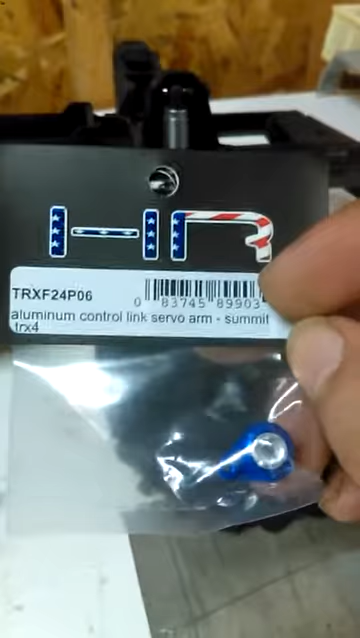 HR
TRXF24P06
0 83745 89903
aluminum control link servo arm - summit
trx4